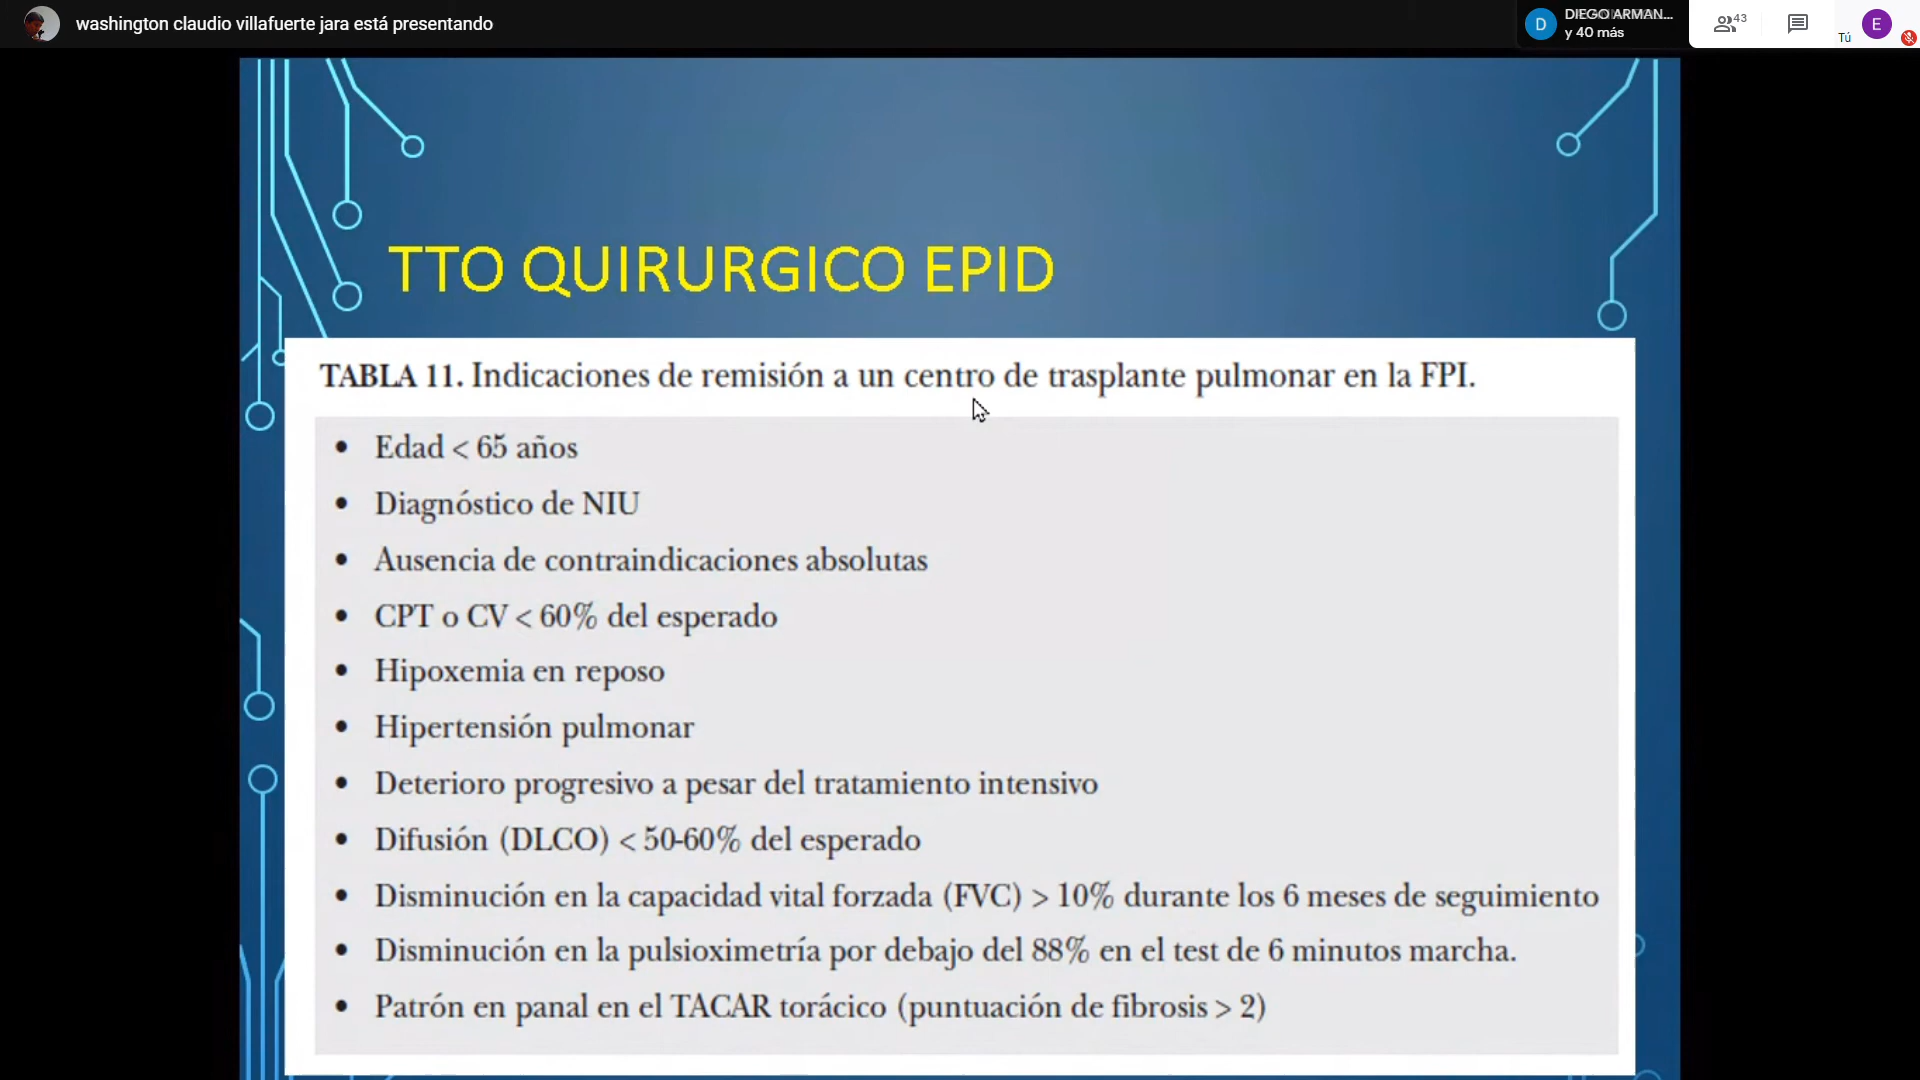 washington claudio villafuerte jara está presentando
D
DIEGO ARMAN...
y 40 más
43
Tú
E
TTO QUIRURGICO EPID
TABLA 11. Indicaciones de remisión a un centro de trasplante pulmonar en la FPI.
• Edad < 65 años
• Diagnóstico de NIU
• Ausencia de contraindicaciones absolutas
• CPT o CV < 60% del esperado
• Hipoxemia en reposo
• Hipertensión pulmonar
• Deterioro progresivo a pesar del tratamiento intensivo
• Difusión (DLCO) < 50-60% del esperado
• Disminución en la capacidad vital forzada (FVC) > 10% durante los 6 meses de seguimiento
• Disminución en la pulsioximetría por debajo del 88% en el test de 6 minutos marcha.
• Patrón en panal en el TACAR torácico (puntuación de fibrosis > 2)